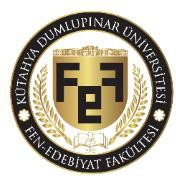 KÜTAHYA DUMLUPINAR ÜNİVERSİTESİ
FEF
FEN-EDEBİYAT FAKÜLTESİ